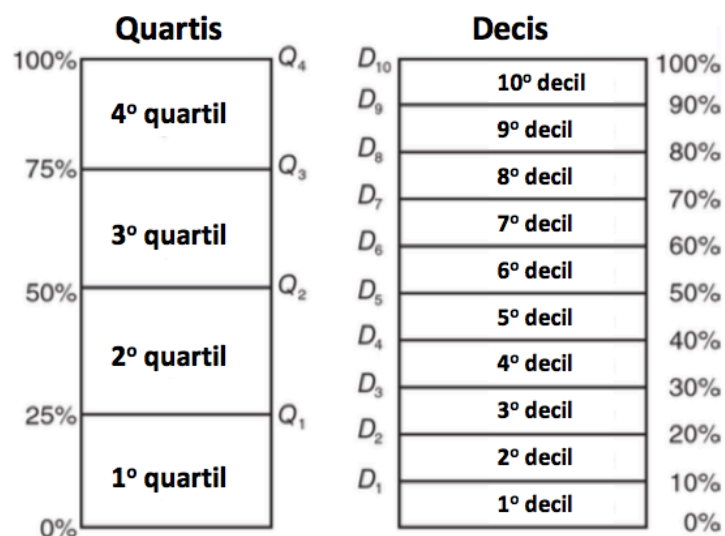 Quartis
100%
Q4
4º quartil
75%
Q3
3º quartil
50%
Q2
2º quartil
25%
Q1
1º quartil
0%
Decis
D10
10º decil
100%
D9
90%
9º decil
D8
80%
8º decil
D7
70%
7º decil
D6
60%
6º decil
D5
50%
5º decil
D4
40%
4º decil
D3
30%
3º decil
D2
20%
2º decil
D1
10%
1º decil
0%